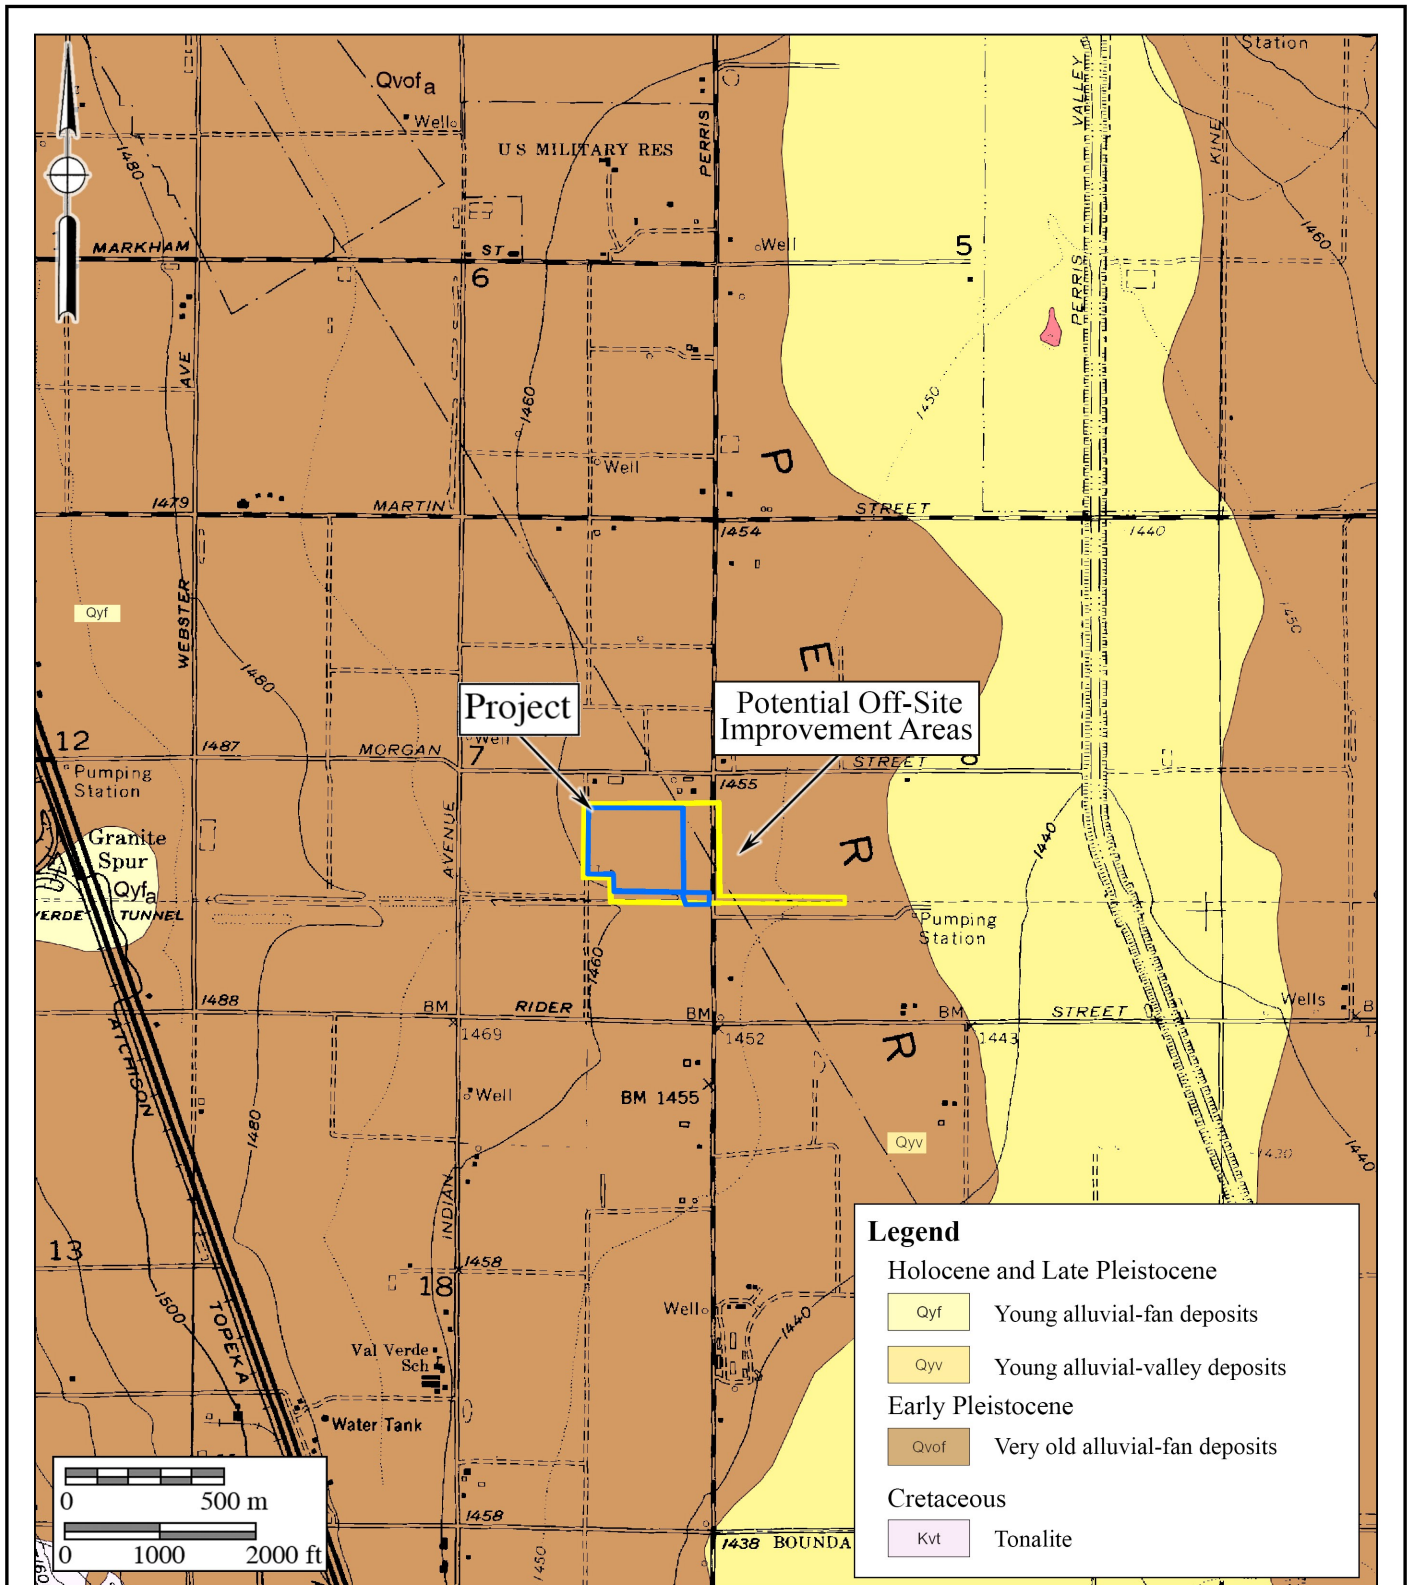 Station
Qvof a
Well
U S MILITARY RES
PERRIS
VALLEY
KING
1480
1460
MARKHAM
ST
Well
5
6
PERRIS
AVE
1460
1450
Well
P
1479
MARTIN
STREET
1454
1440
Qyf
WEBSTER
1480
E
Project
Potential Off-Site
Improvement Areas
Well
12
1487
MORGAN
7
STREET
Pumping
Station
1455
AVENUE
Granite
Spur
Qyf a
R
1440
VERDE TUNNEL
Pumping
Station
1460
1488
BM
RIDER
BM
BM
STREET
Wells
1469
1452
1443
R
ATCHISON
1480
Well
BM 1455
Qyv
1440
1430
INDIAN
13
1458
18
1500
TOPEKA
Well
1440
Val Verde
Sch
Water Tank
1458
1450
1438 BOUNDA
0 500 m
0 1000 2000 ft
Legend
Holocene and Late Pleistocene
Qyf Young alluvial-fan deposits
Qyv Young alluvial-valley deposits
Early Pleistocene
Qvof Very old alluvial-fan deposits
Cretaceous
Kvt Tonalite